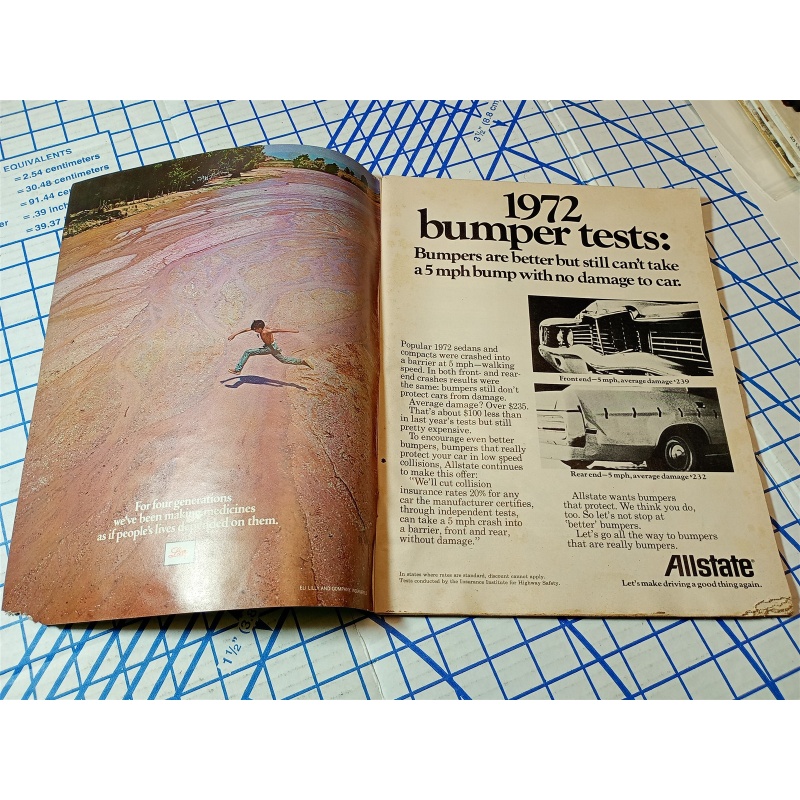 3½" (8.8 cm
EQUIVALENTS
= 2.54 centimeters
= 30.48 centimeters
= 91.44 centimeters
= .39 inch
= 39.37
For four generations
we've been making medicines
as if people's lives depended on them.
Lilly
ELI LILLY AND COMPANY
1½"
1972
bumper tests:
Bumpers are better but still can't take
a 5 mph bump with no damage to car.
Popular 1972 sedans and
compacts were crashed into
a barrier at 5 mph—walking
speed. In both front- and rear-
end crashes results were
the same: bumpers still don't
protect cars from damage.
Average damage? Over $235.
That's about $100 less than
in last year's tests but still
pretty expensive.
To encourage even better
bumpers, bumpers that really
protect your car in low speed
collisions, Allstate continues
to make this offer:
"We'll cut collision
insurance rates 20% for any
car the manufacturer certifies,
through independent tests,
can take a 5 mph crash into
a barrier, front and rear,
without damage."
Front end—5 mph, average damage $239
Rear end—5 mph, average damage $232
Allstate wants bumpers
that protect. We think you do,
too. So let's not stop at
'better' bumpers.
Let's go all the way to bumpers
that are really bumpers.
Allstate
Let's make driving a good thing again.
In states where rates are standard, discount cannot apply.
Tests conducted by the Insurance Institute for Highway Safety.